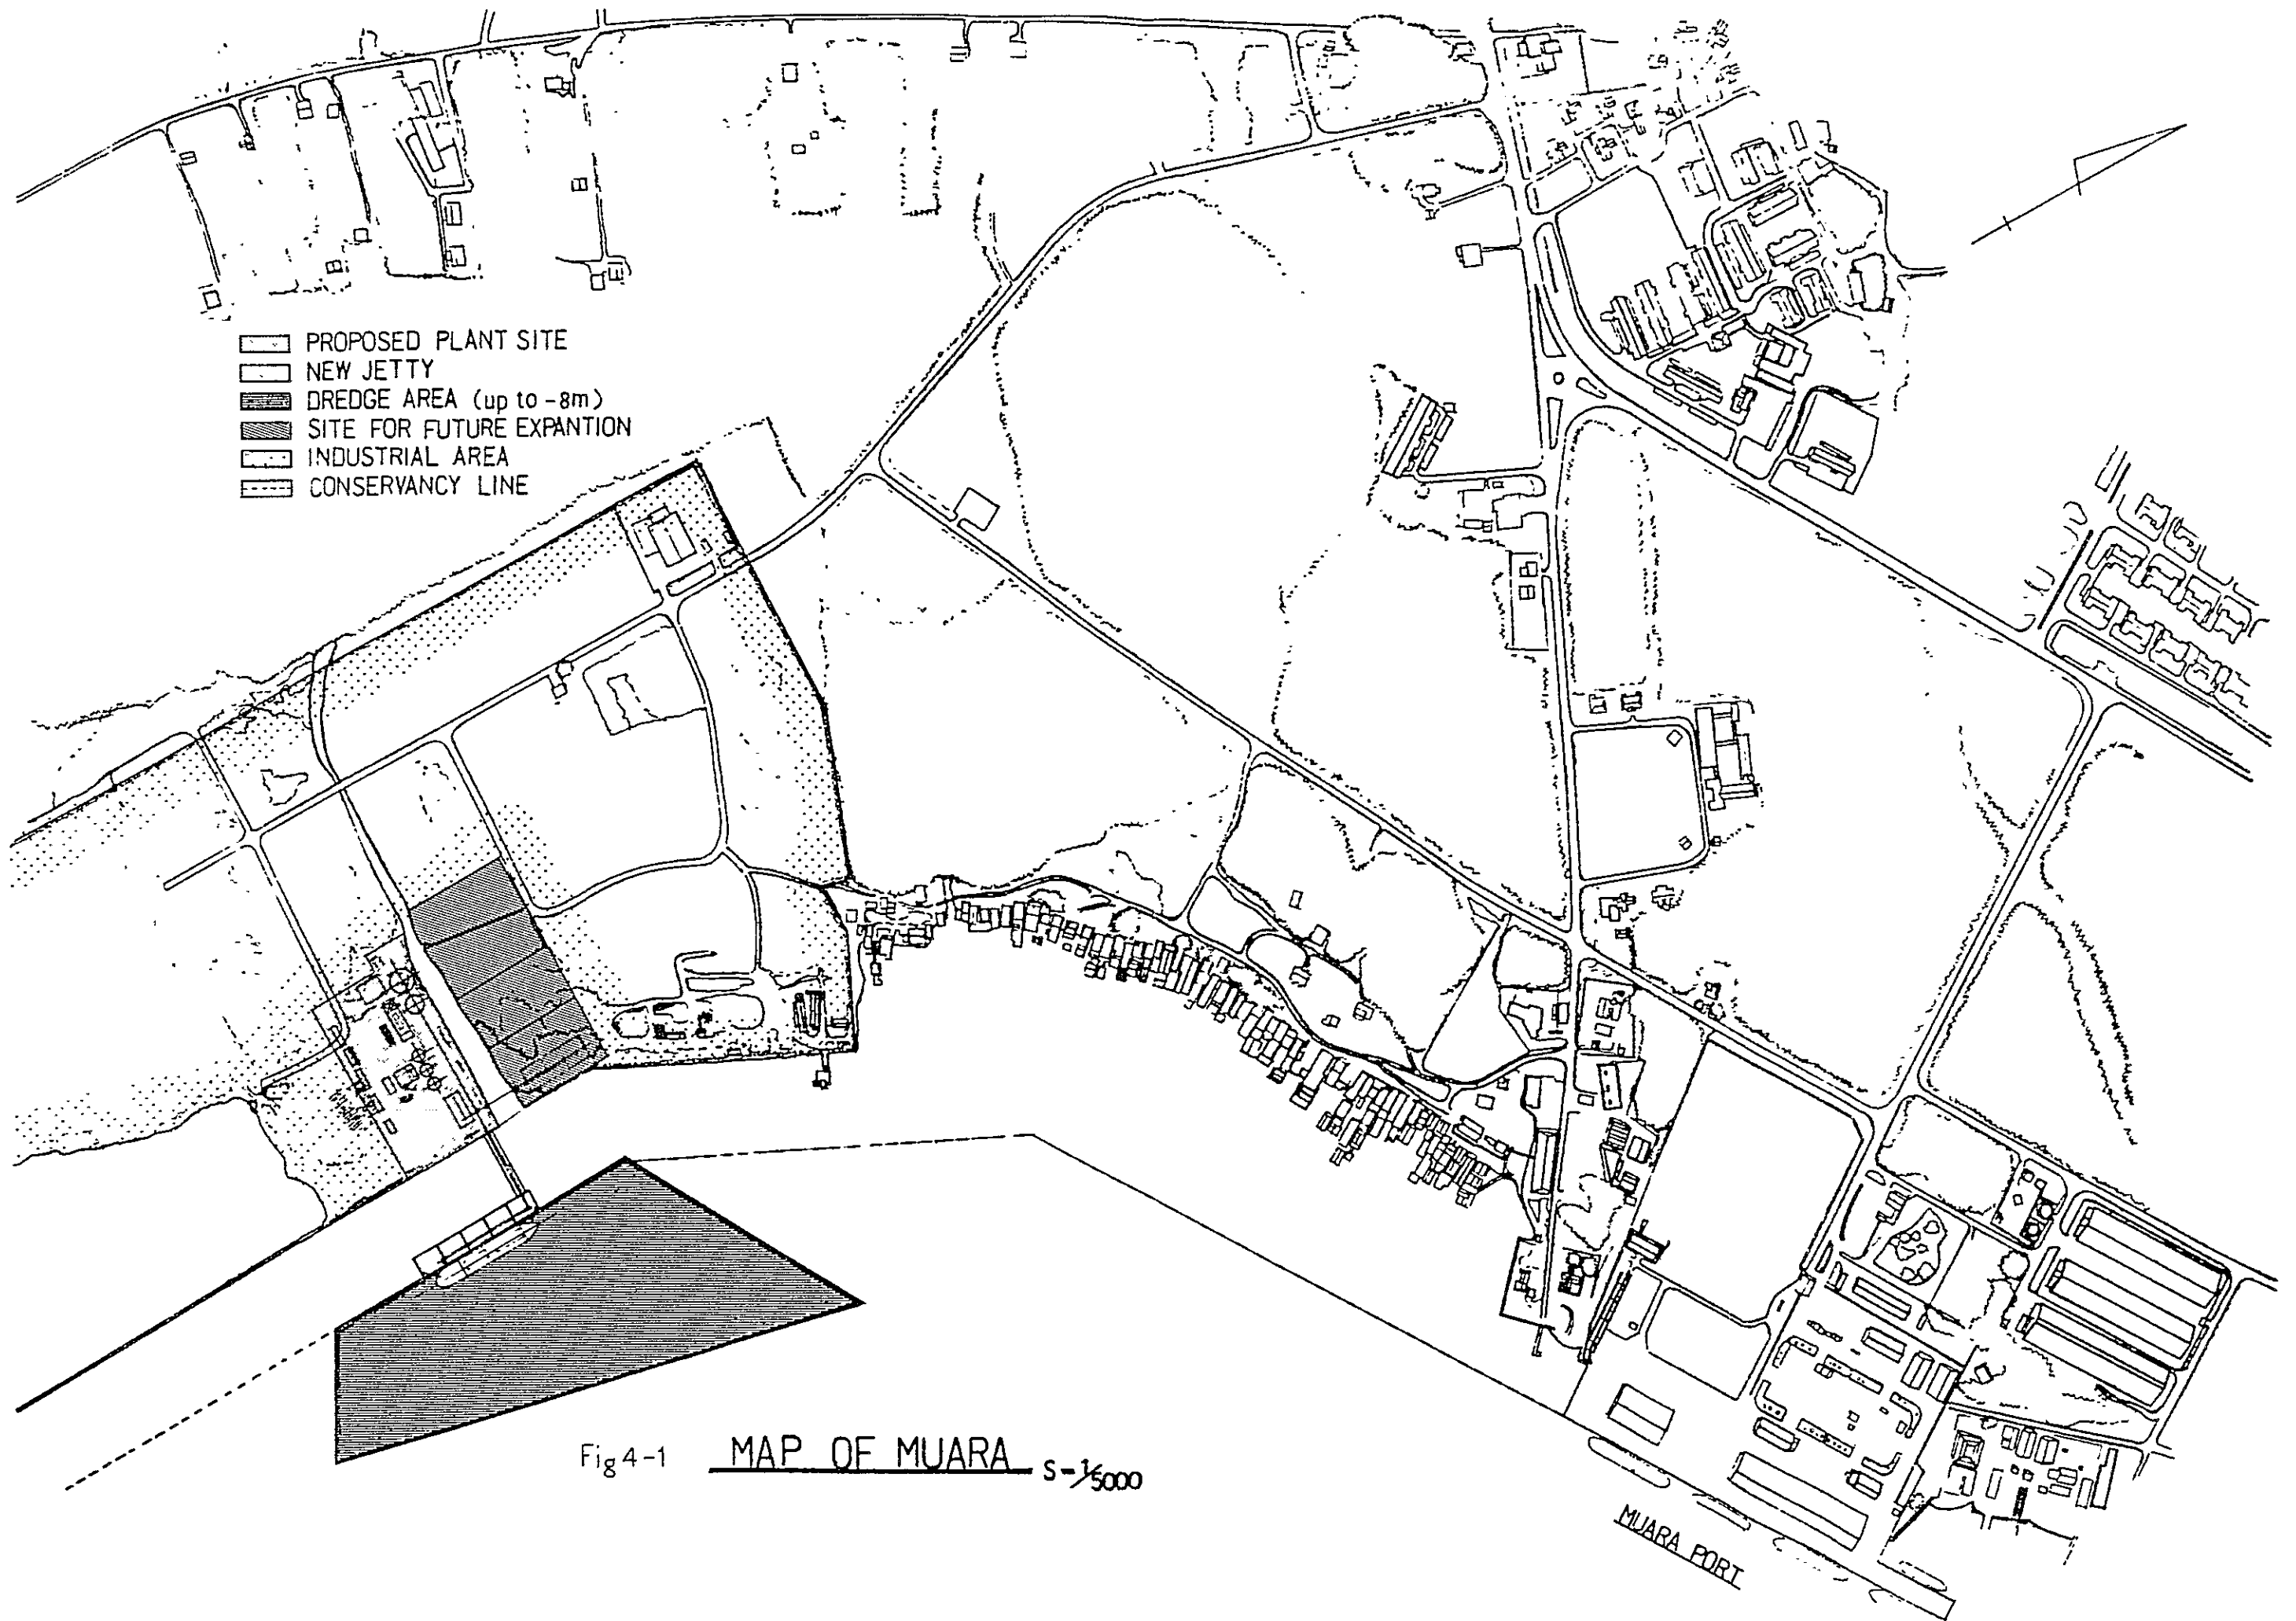 PROPOSED PLANT SITE
NEW JETTY
DREDGE AREA (up to -8m)
SITE FOR FUTURE EXPANTION
INDUSTRIAL AREA
CONSERVANCY LINE
Fig 4-1 MAP OF MUARA S=1/5000
MUARA PORT